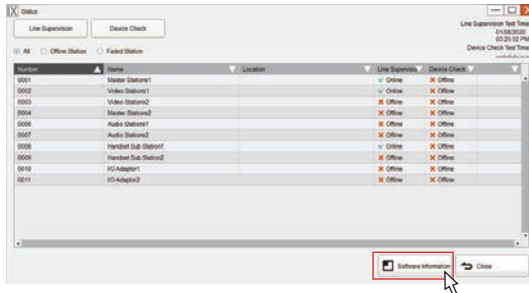 Status
Line Supervision Device Check
Line Supervision Test Time
01/08/2020
03:20:52 PM
Device Check Test Time
--/--/--
All Offline Station Failed Station
Number Name Location Line Supervision Device Check
0001 Master Stations1 Online Offline
0002 Video Stations1 Online Offline
0003 Video Stations2 Offline Offline
0004 Master Stations2 Offline Offline
0006 Audio Stations1 Offline Offline
0007 Audio Stations2 Offline Offline
0008 Handset Sub Station1 Online Offline
0009 Handset Sub Station2 Offline Offline
0010 I/O Adaptor1 Offline Offline
0011 I/O Adaptor2 Offline Offline
Software Information Close